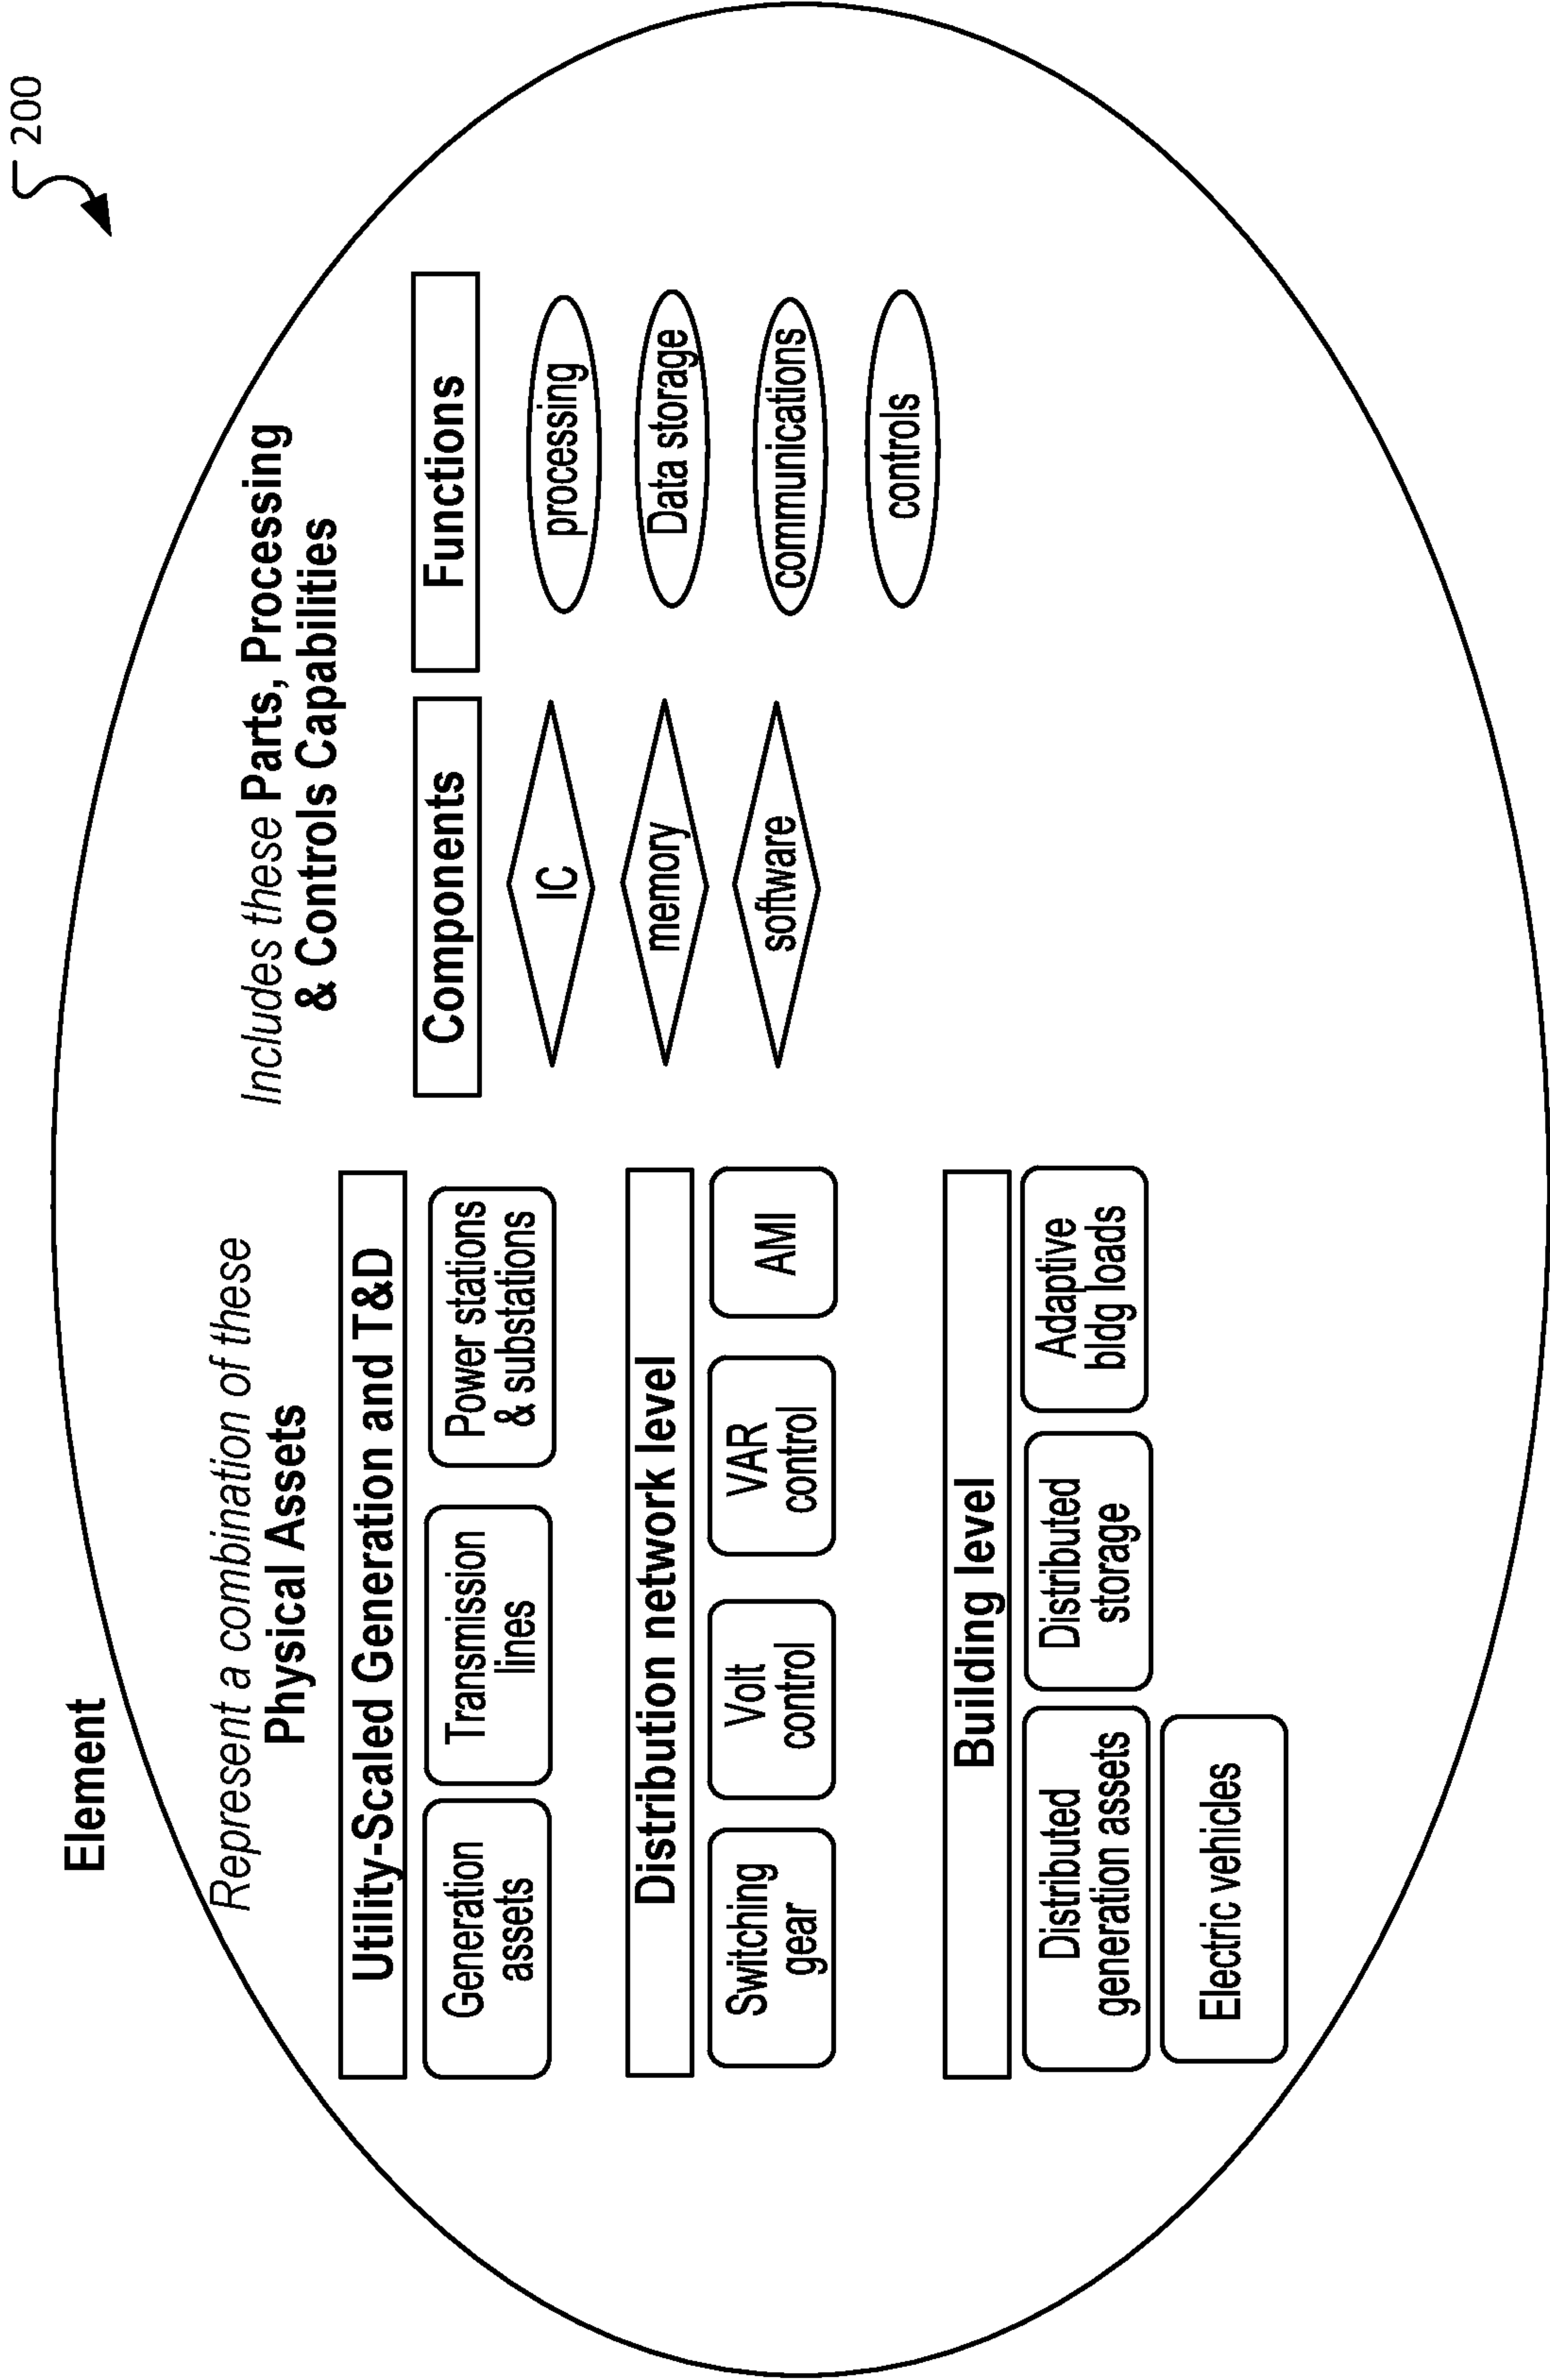 200
Element
Represent a combination of these
Physical Assets
Utility-Scaled Generation and T&D
Generation
assets
Transmission
lines
Power stations
& substations
Distribution network level
Switching
gear
Volt
control
VAR
control
AMI
Building level
Distributed
generation assets
Distributed
storage
Adaptive
bldg loads
Electric vehicles
Includes these Parts, Processing
& Controls Capabilities
Components
IC
memory
software
Functions
processing
Data storage
communications
controls